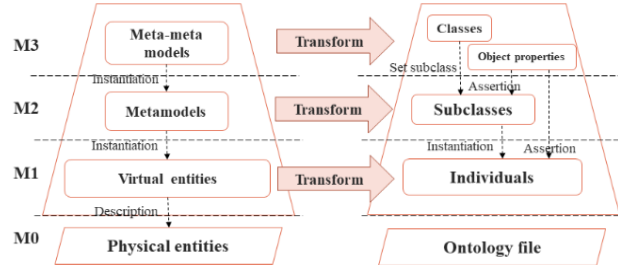 M3
Meta-meta
models
Transform
Classes
Object properties
Instantiation
Set subclass
Assertion
M2
Metamodels
Transform
Subclasses
Instantiation
Instantiation
Assertion
M1
Virtual entities
Transform
Individuals
Description
M0
Physical entities
Ontology file